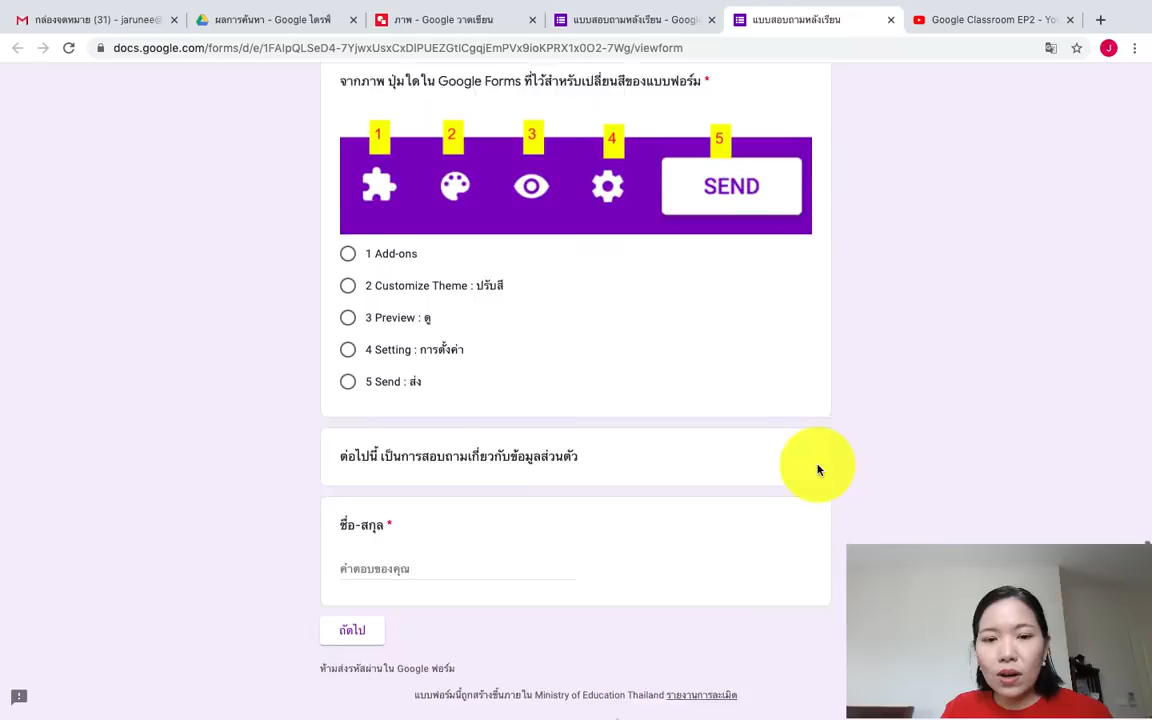 กล่องจดหมาย (31) - jarunee@
ผลการค้นหา - Google ไดรฟ์
ภาพ - Google วาดเขียน
แบบสอบถามหลังเรียน - Goog
แบบสอบถามหลังเรียน
Google Classroom EP2 - Yo
docs.google.com/forms/d/e/1FAIpQLSeD4-7YjwxUsxCxDlPUEZGtICgqjEmPVx9ioKPRX1x0O2-7Wg/viewform
J
จากภาพ ปุ่มใดใน Google Forms ที่ไว้สำหรับเปลี่ยนสีของแบบฟอร์ม *
1 2 3 4 5
SEND
1 Add-ons
2 Customize Theme : ปรับสี
3 Preview : ดู
4 Setting : การตั้งค่า
5 Send : ส่ง
ต่อไปนี้ เป็นการสอบถามเกี่ยวกับข้อมูลส่วนตัว
ชื่อ-สกุล *
คำตอบของคุณ
ถัดไป
ห้ามส่งรหัสผ่านใน Google ฟอร์ม
แบบฟอร์มนี้ถูกสร้างขึ้นภายใน Ministry of Education Thailand รายงานการละเมิด